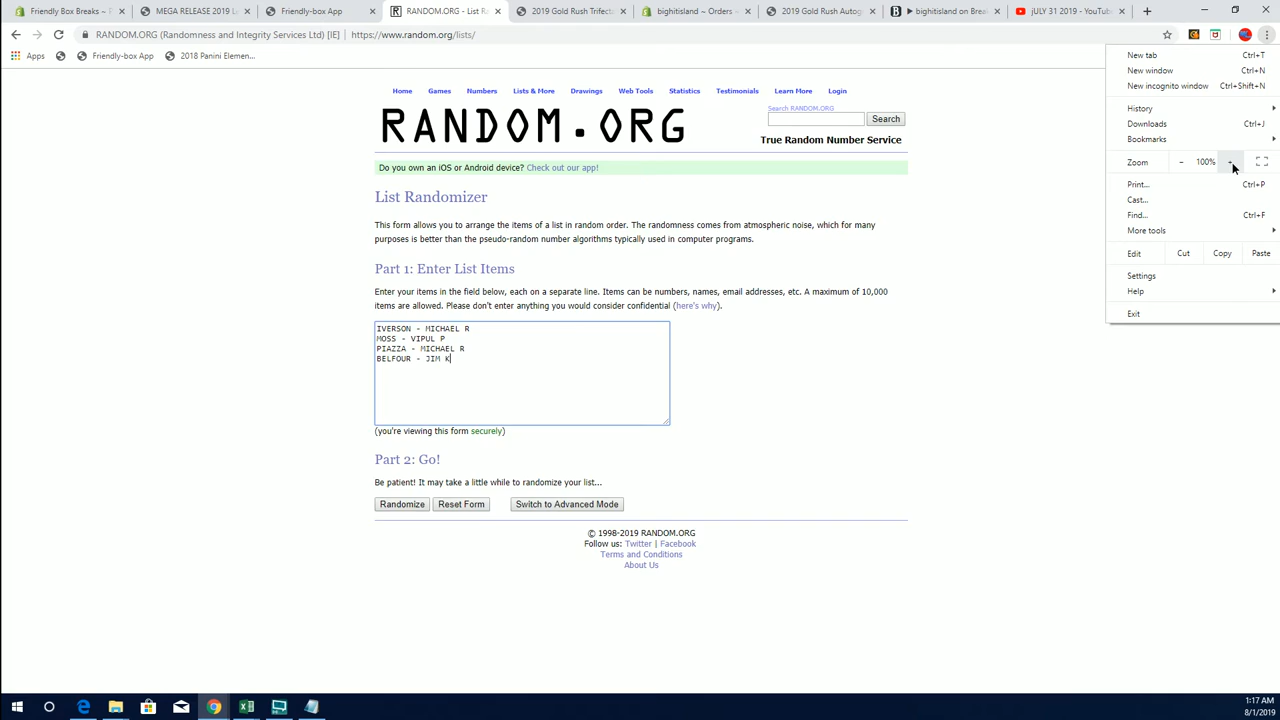 Friendly Box Breaks ~ R
MEGA RELEASE 2019 L
Friendly-box App
RANDOM.ORG - List R
2019 Gold Rush Trifecta
bighitisland ~ Orders ~
2019 Gold Rush Autog
bighitisland on Break
jULY 31 2019 - YouTub
RANDOM.ORG (Randomness and Integrity Services Ltd) [IE] | https://www.random.org/lists/
Apps Friendly-box App 2018 Panini Elemen...
New tab Ctrl+T
New window Ctrl+N
New incognito window Ctrl+Shift+N
History
Downloads Ctrl+J
Bookmarks
Zoom - 100% +
Print... Ctrl+P
Cast...
Find... Ctrl+F
More tools
Edit Cut Copy Paste
Settings
Help
Exit
Home Games Numbers Lists & More Drawings Web Tools Statistics Testimonials Learn More Login
Search RANDOM.ORG
RANDOM.ORG
Search
True Random Number Service
Do you own an iOS or Android device? Check out our app!
List Randomizer
This form allows you to arrange the items of a list in random order. The randomness comes from atmospheric noise, which for many
purposes is better than the pseudo-random number algorithms typically used in computer programs.
Part 1: Enter List Items
Enter your items in the field below, each on a separate line. Items can be numbers, names, email addresses, etc. A maximum of 10,000
items are allowed. Please don't enter anything you would consider confidential (here's why).
IVERSON - MICHAEL R
MOSS - VIPUL P
PIAZZA - MICHAEL R
BELFOUR - JIM K
(you're viewing this form securely)
Part 2: Go!
Be patient! It may take a little while to randomize your list...
Randomize Reset Form Switch to Advanced Mode
© 1998-2019 RANDOM.ORG
Follow us: Twitter | Facebook
Terms and Conditions
About Us
1:17 AM
8/1/2019